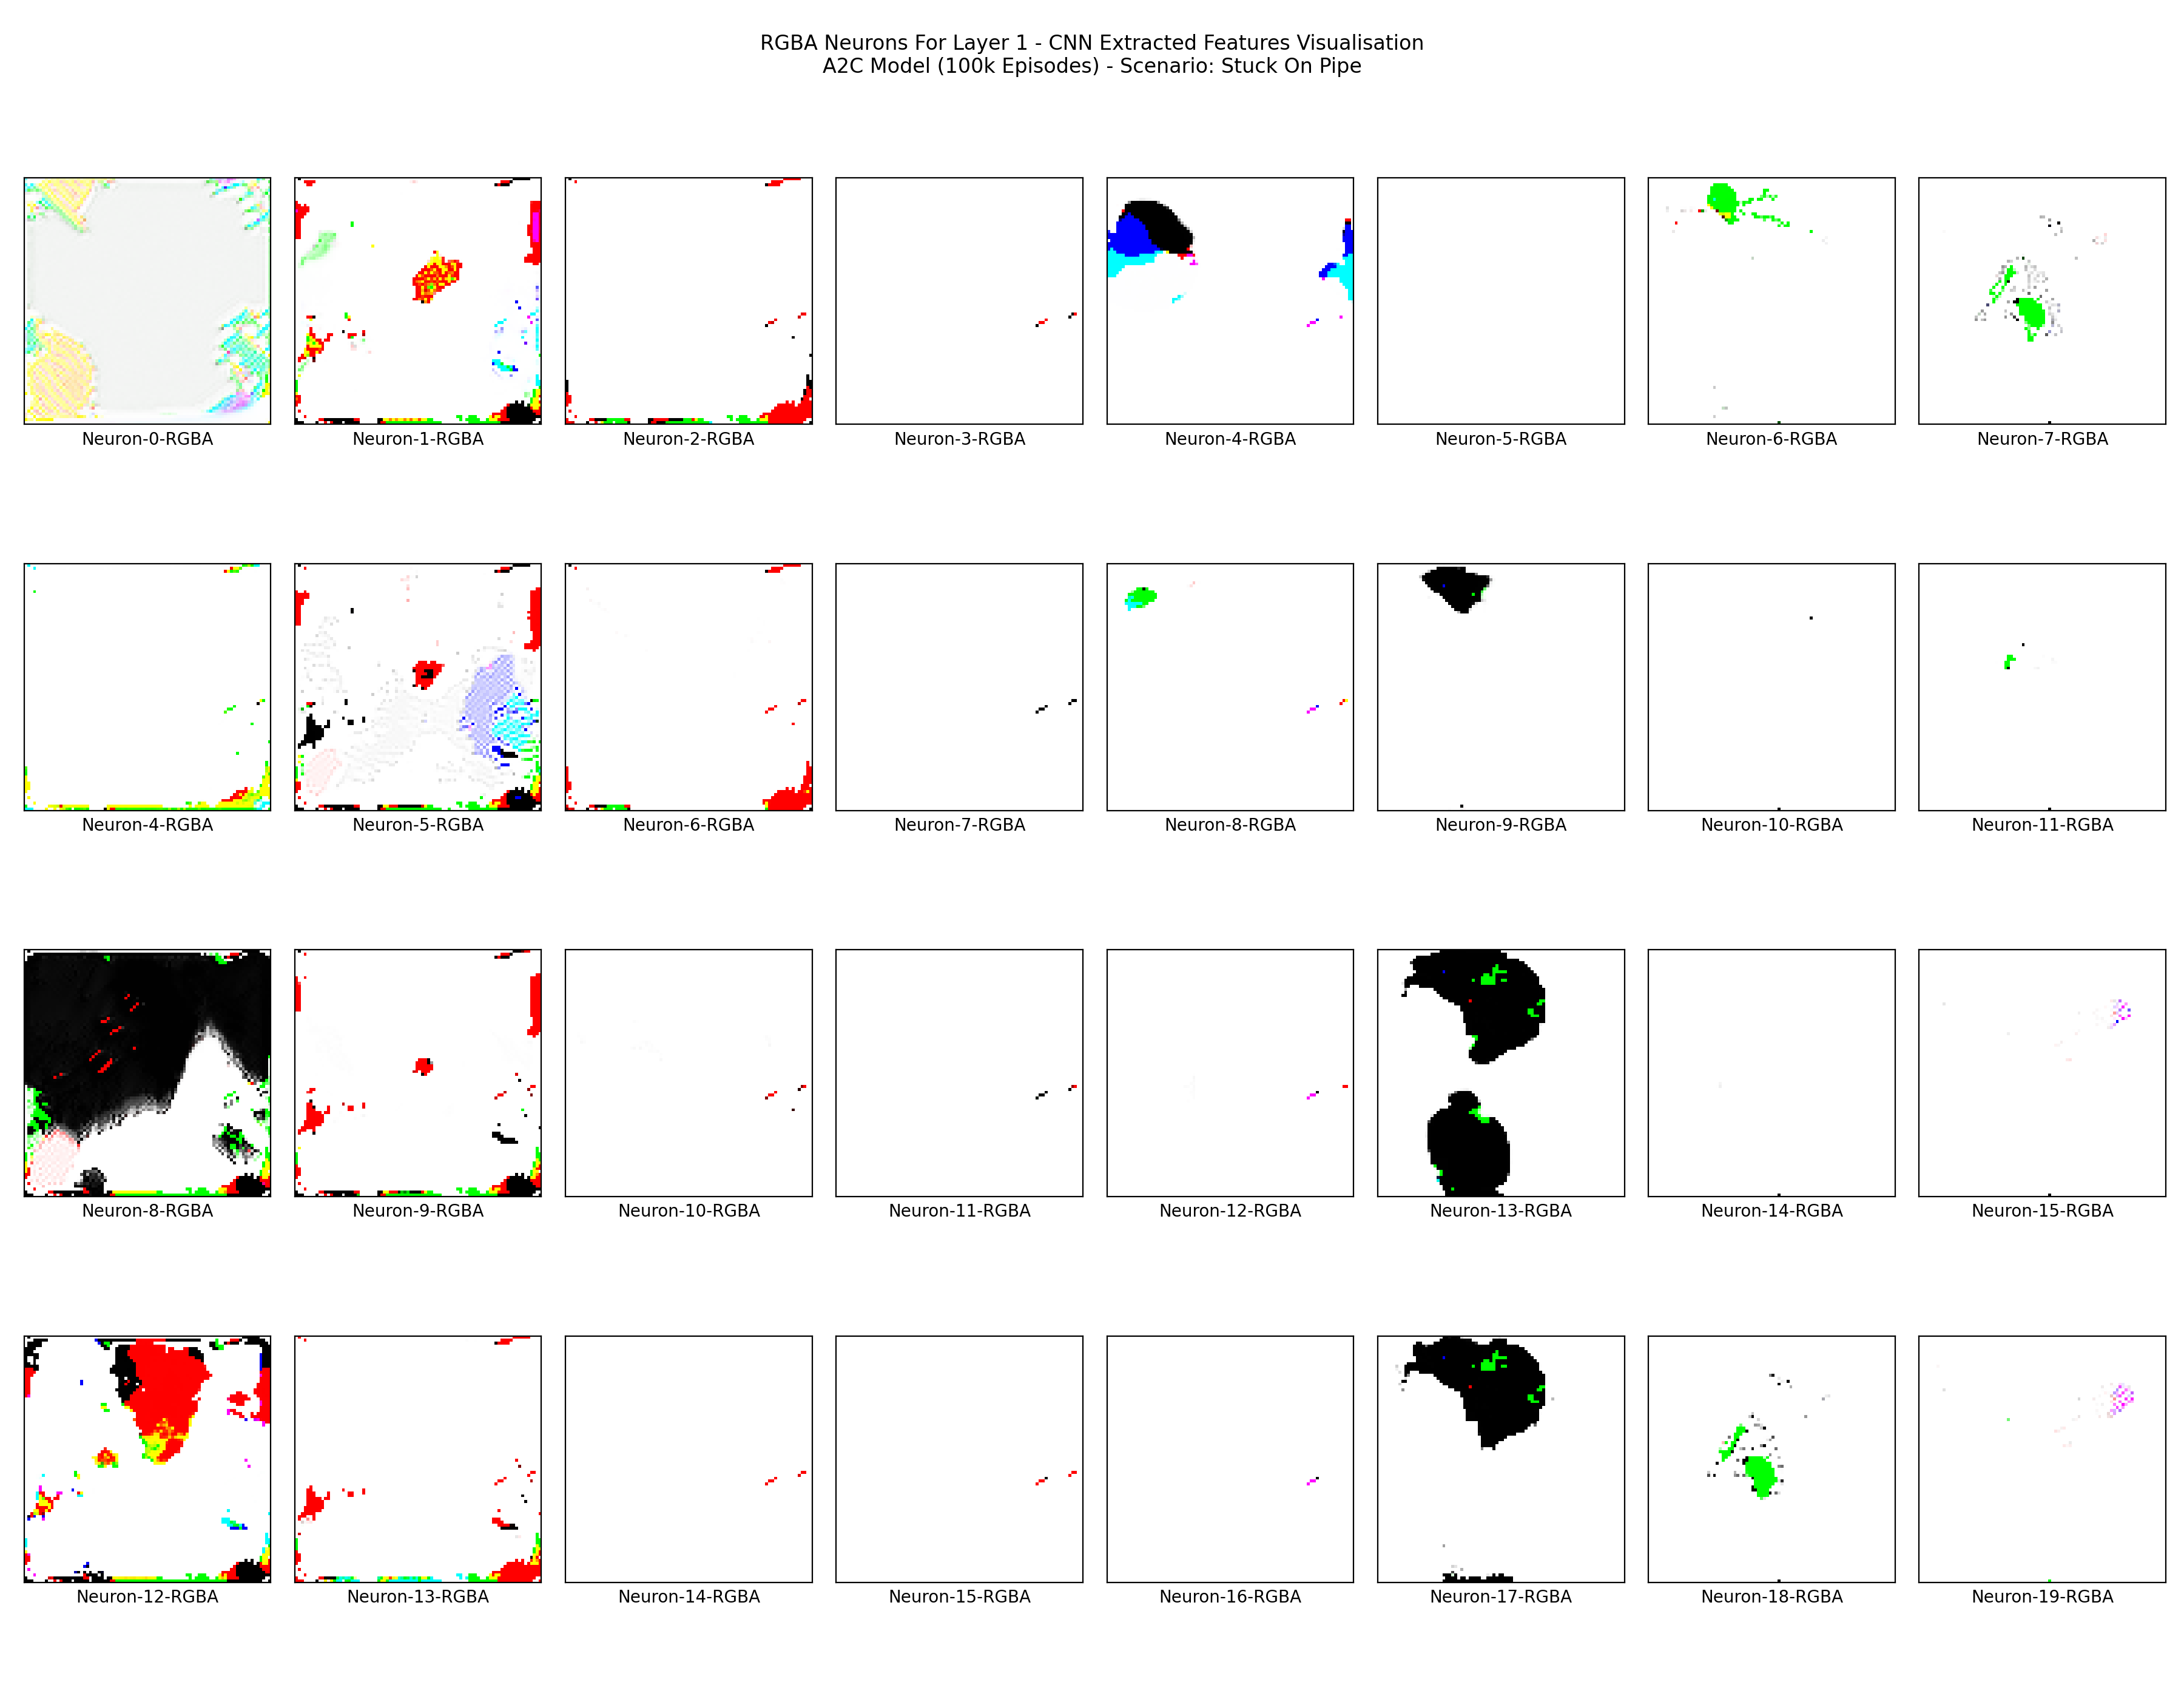 RGBA Neurons For Layer 1 - CNN Extracted Features Visualisation
A2C Model (100k Episodes) - Scenario: Stuck On Pipe
Neuron-0-RGBA
Neuron-1-RGBA
Neuron-2-RGBA
Neuron-3-RGBA
Neuron-4-RGBA
Neuron-5-RGBA
Neuron-6-RGBA
Neuron-7-RGBA
Neuron-4-RGBA
Neuron-5-RGBA
Neuron-6-RGBA
Neuron-7-RGBA
Neuron-8-RGBA
Neuron-9-RGBA
Neuron-10-RGBA
Neuron-11-RGBA
Neuron-8-RGBA
Neuron-9-RGBA
Neuron-10-RGBA
Neuron-11-RGBA
Neuron-12-RGBA
Neuron-13-RGBA
Neuron-14-RGBA
Neuron-15-RGBA
Neuron-12-RGBA
Neuron-13-RGBA
Neuron-14-RGBA
Neuron-15-RGBA
Neuron-16-RGBA
Neuron-17-RGBA
Neuron-18-RGBA
Neuron-19-RGBA